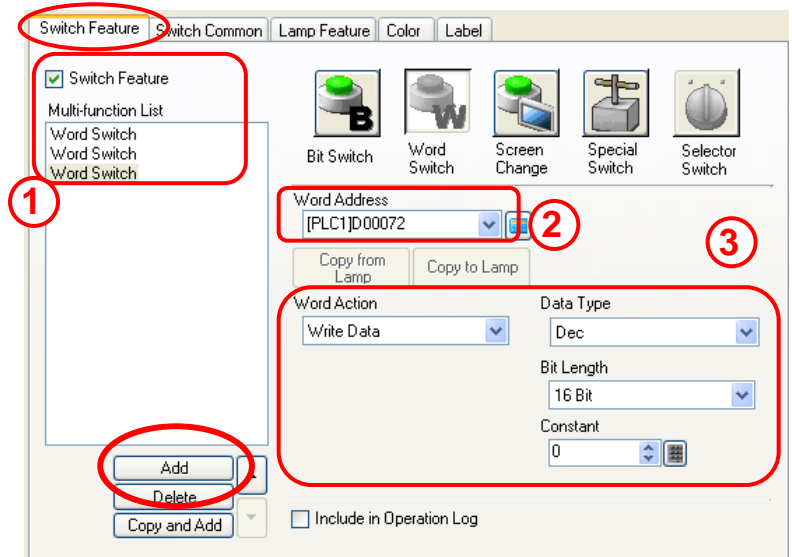 Switch Feature Switch Common Lamp Feature Color Label
Switch Feature
Multi-function List
Word Switch
Word Switch
Word Switch
1
B
Bit Switch
W
Word
Switch
Screen
Change
Special
Switch
Selector
Switch
Word Address
[PLC1]D00072
2
3
Copy from
Lamp
Copy to Lamp
Word Action
Write Data
Data Type
Dec
Bit Length
16 Bit
Constant
0
Add
Delete
Copy and Add
Include in Operation Log